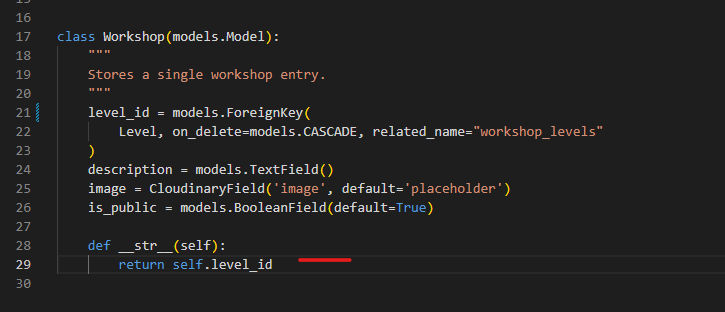 16
17 class Workshop(models.Model):
18     """
19     Stores a single workshop entry.
20     """
21     level_id = models.ForeignKey(
22         Level, on_delete=models.CASCADE, related_name="workshop_levels"
23     )
24     description = models.TextField()
25     image = CloudinaryField('image', default='placeholder')
26     is_public = models.BooleanField(default=True)
27
28     def __str__(self):
29         return self.level_id
30